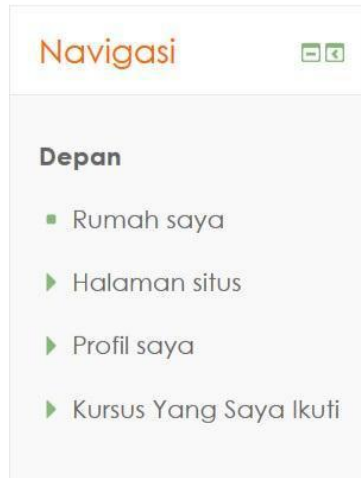 Navigasi
Depan
Rumah saya
Halaman situs
Profil saya
Kursus Yang Saya Ikuti